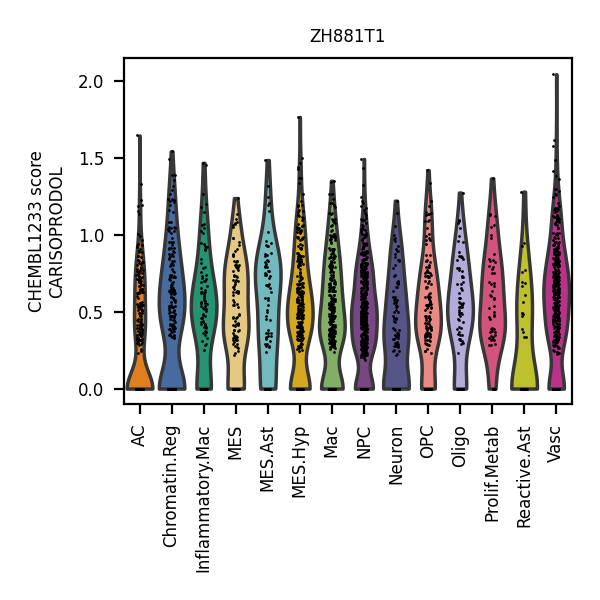 ZH881T1
CHEMBL1233 score
CARISOPRODOL
2.0
1.5
1.0
0.5
0.0
AC
Chromatin.Reg
Inflammatory.Mac
MES
MES.Ast
MES.Hyp
Mac
NPC
Neuron
OPC
Oligo
Prolif.Metab
Reactive.Ast
Vasc